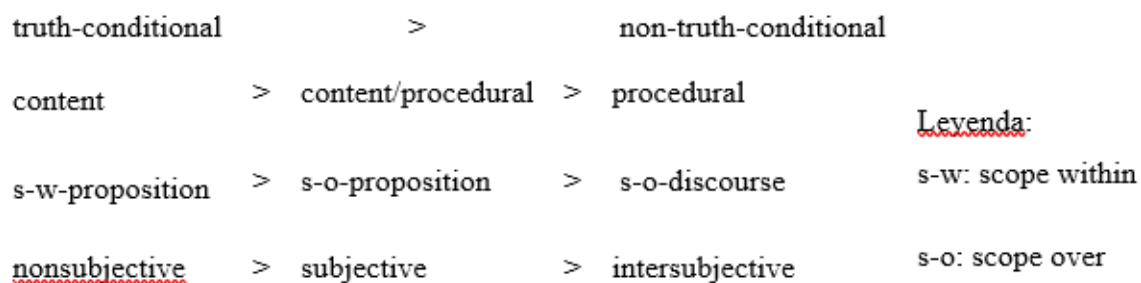 truth-conditional > non-truth-conditional
content > content/procedural > procedural
Leyenda:
s-w-proposition > s-o-proposition > s-o-discourse
s-w: scope within
nonsubjective > subjective > intersubjective
s-o: scope over